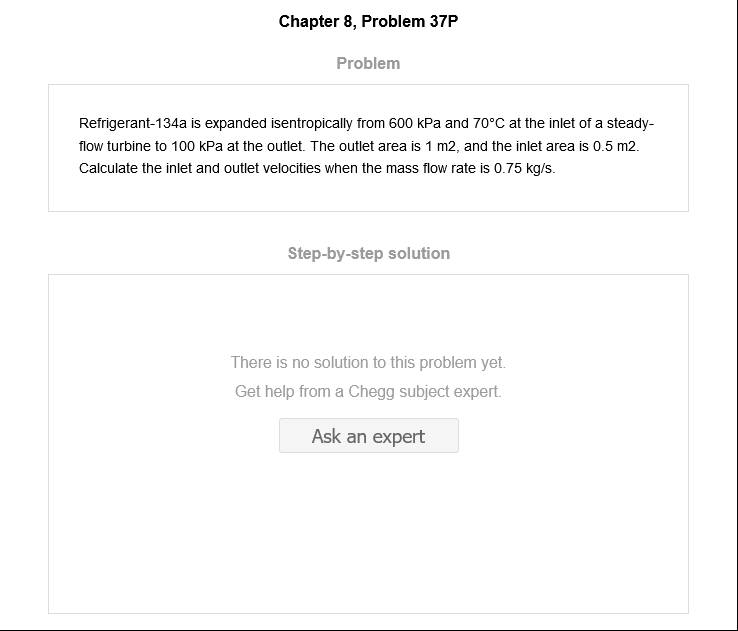 Chapter 8, Problem 37P
Problem
Refrigerant-134a is expanded isentropically from 600 kPa and 70°C at the inlet of a steady-
flow turbine to 100 kPa at the outlet. The outlet area is 1 m2, and the inlet area is 0.5 m2.
Calculate the inlet and outlet velocities when the mass flow rate is 0.75 kg/s.
Step-by-step solution
There is no solution to this problem yet.
Get help from a Chegg subject expert.
Ask an expert